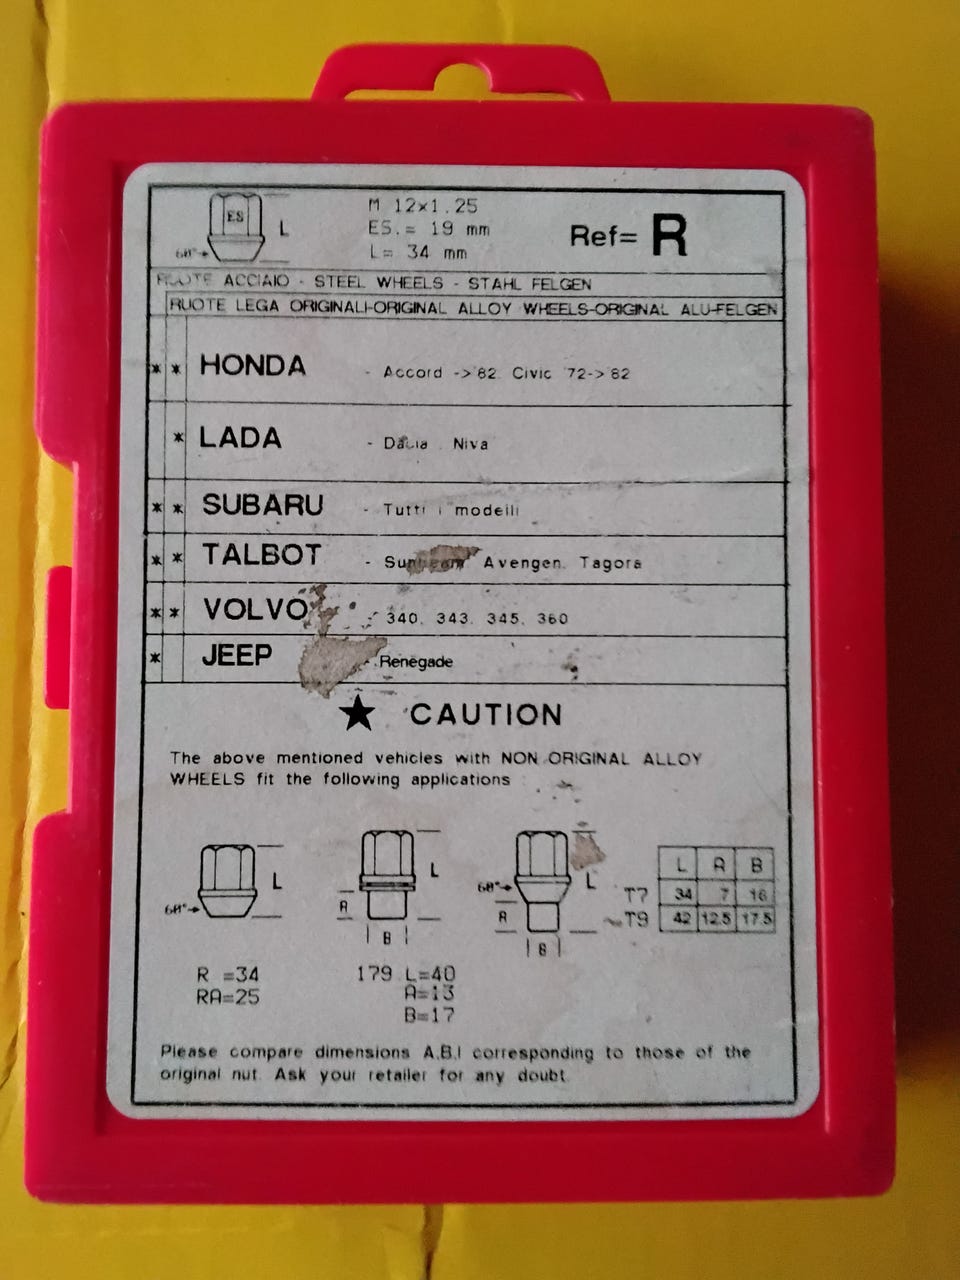 ES L
60°
M 12x1.25
ES.= 19 mm
L= 34 mm
Ref= R
RUOTE ACCIAIO - STEEL WHEELS - STAHL FELGEN
RUOTE LEGA ORIGINALI-ORIGINAL ALLOY WHEELS-ORIGINAL ALU-FELGEN
* * HONDA - Accord ->'82. Civic '72->'82
* LADA - Niva
* * SUBARU - Tutti i modelli
* * TALBOT - Sunbeam Avengen. Tagora
* * VOLVO - 340. 343. 345. 360
* JEEP - Renegade
★ CAUTION
The above mentioned vehicles with NON ORIGINAL ALLOY
WHEELS fit the following applications
60° L
A B L
60° A B L
L A B
T7 34 7 16
T9 42 12.5 17.5
R =34
RA=25
179 L=40
A=13
B=17
Please compare dimensions A.B.I corresponding to those of the
original nut. Ask your retailer for any doubt.